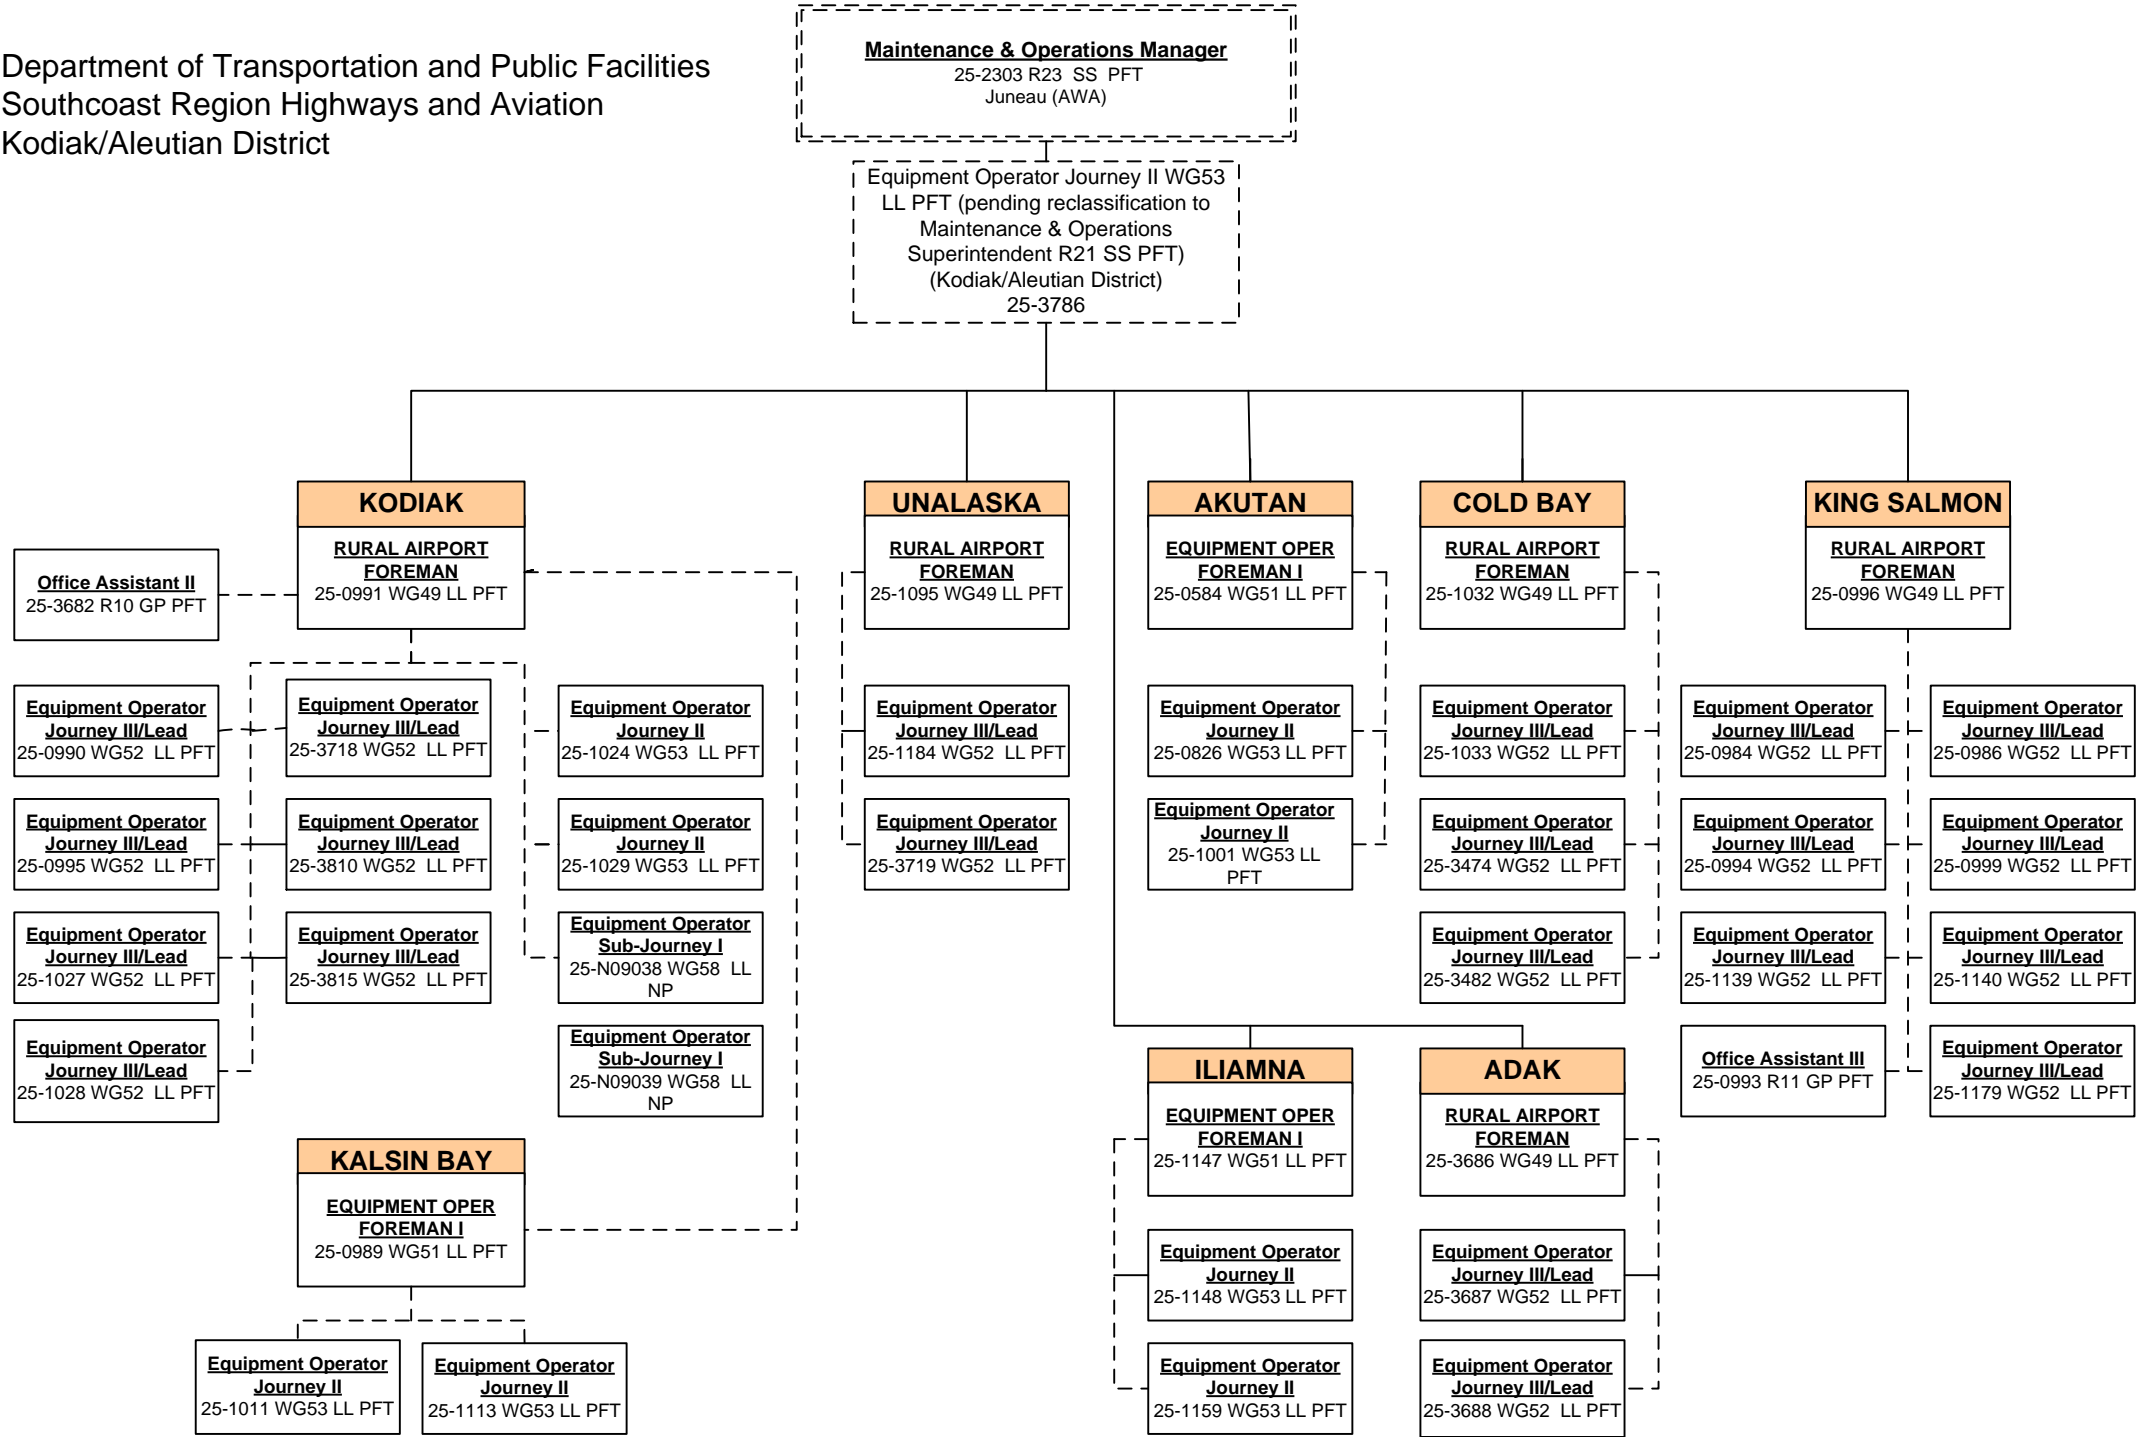 Department of Transportation and Public Facilities
Southcoast Region Highways and Aviation
Kodiak/Aleutian District
Maintenance & Operations Manager
25-2303 R23 SS PFT
Juneau (AWA)
Equipment Operator Journey II WG53
LL PFT (pending reclassification to
Maintenance & Operations
Superintendent R21 SS PFT)
(Kodiak/Aleutian District)
25-3786
KODIAK
RURAL AIRPORT
FOREMAN
25-0991 WG49 LL PFT
Office Assistant II
25-3682 R10 GP PFT
Equipment Operator
Journey III/Lead
25-0990 WG52 LL PFT
Equipment Operator
Journey III/Lead
25-3718 WG52 LL PFT
Equipment Operator
Journey II
25-1024 WG53 LL PFT
Equipment Operator
Journey III/Lead
25-0995 WG52 LL PFT
Equipment Operator
Journey III/Lead
25-3810 WG52 LL PFT
Equipment Operator
Journey II
25-1029 WG53 LL PFT
Equipment Operator
Journey III/Lead
25-1027 WG52 LL PFT
Equipment Operator
Journey III/Lead
25-3815 WG52 LL PFT
Equipment Operator
Sub-Journey I
25-N09038 WG58 LL
NP
Equipment Operator
Journey III/Lead
25-1028 WG52 LL PFT
Equipment Operator
Sub-Journey I
25-N09039 WG58 LL
NP
KALSIN BAY
EQUIPMENT OPER
FOREMAN I
25-0989 WG51 LL PFT
Equipment Operator
Journey II
25-1011 WG53 LL PFT
Equipment Operator
Journey II
25-1113 WG53 LL PFT
UNALASKA
RURAL AIRPORT
FOREMAN
25-1095 WG49 LL PFT
Equipment Operator
Journey III/Lead
25-1184 WG52 LL PFT
Equipment Operator
Journey III/Lead
25-3719 WG52 LL PFT
AKUTAN
EQUIPMENT OPER
FOREMAN I
25-0584 WG51 LL PFT
Equipment Operator
Journey II
25-0826 WG53 LL PFT
Equipment Operator
Journey II
25-1001 WG53 LL
PFT
COLD BAY
RURAL AIRPORT
FOREMAN
25-1032 WG49 LL PFT
Equipment Operator
Journey III/Lead
25-1033 WG52 LL PFT
Equipment Operator
Journey III/Lead
25-3474 WG52 LL PFT
Equipment Operator
Journey III/Lead
25-3482 WG52 LL PFT
KING SALMON
RURAL AIRPORT
FOREMAN
25-0996 WG49 LL PFT
Equipment Operator
Journey III/Lead
25-0984 WG52 LL PFT
Equipment Operator
Journey III/Lead
25-0986 WG52 LL PFT
Equipment Operator
Journey III/Lead
25-0994 WG52 LL PFT
Equipment Operator
Journey III/Lead
25-0999 WG52 LL PFT
Equipment Operator
Journey III/Lead
25-1139 WG52 LL PFT
Equipment Operator
Journey III/Lead
25-1140 WG52 LL PFT
Office Assistant III
25-0993 R11 GP PFT
Equipment Operator
Journey III/Lead
25-1179 WG52 LL PFT
ILIAMNA
EQUIPMENT OPER
FOREMAN I
25-1147 WG51 LL PFT
Equipment Operator
Journey II
25-1148 WG53 LL PFT
Equipment Operator
Journey II
25-1159 WG53 LL PFT
ADAK
RURAL AIRPORT
FOREMAN
25-3686 WG49 LL PFT
Equipment Operator
Journey III/Lead
25-3687 WG52 LL PFT
Equipment Operator
Journey III/Lead
25-3688 WG52 LL PFT